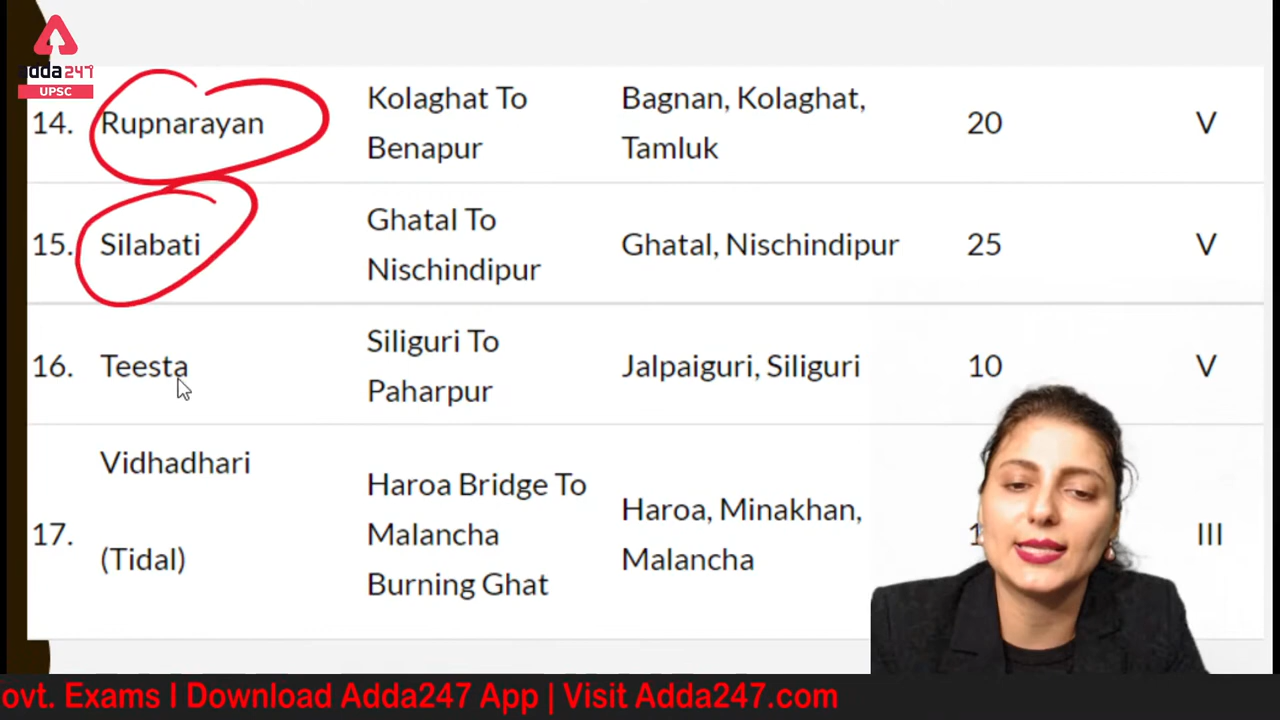 adda247
UPSC
14. Rupnarayan Kolaghat To Benapur Bagnan, Kolaghat, Tamluk 20 V
15. Silabati Ghatal To Nischindipur Ghatal, Nischindipur 25 V
16. Teesta Siliguri To Paharpur Jalpaiguri, Siliguri 10 V
17. Vidhadhari (Tidal) Haroa Bridge To Malancha Burning Ghat Haroa, Minakhan, Malancha III
ovt. Exams I Download Adda247 App | Visit Adda247.com